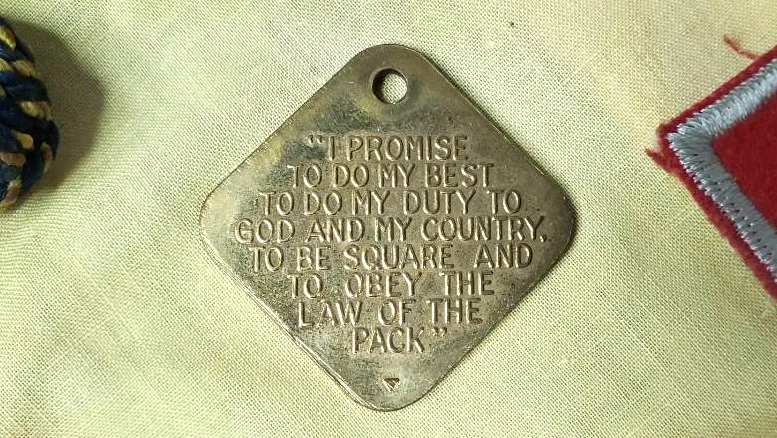 "I PROMISE
TO DO MY BEST
TO DO MY DUTY TO
GOD AND MY COUNTRY,
TO BE SQUARE AND
TO OBEY THE
LAW OF THE
PACK"